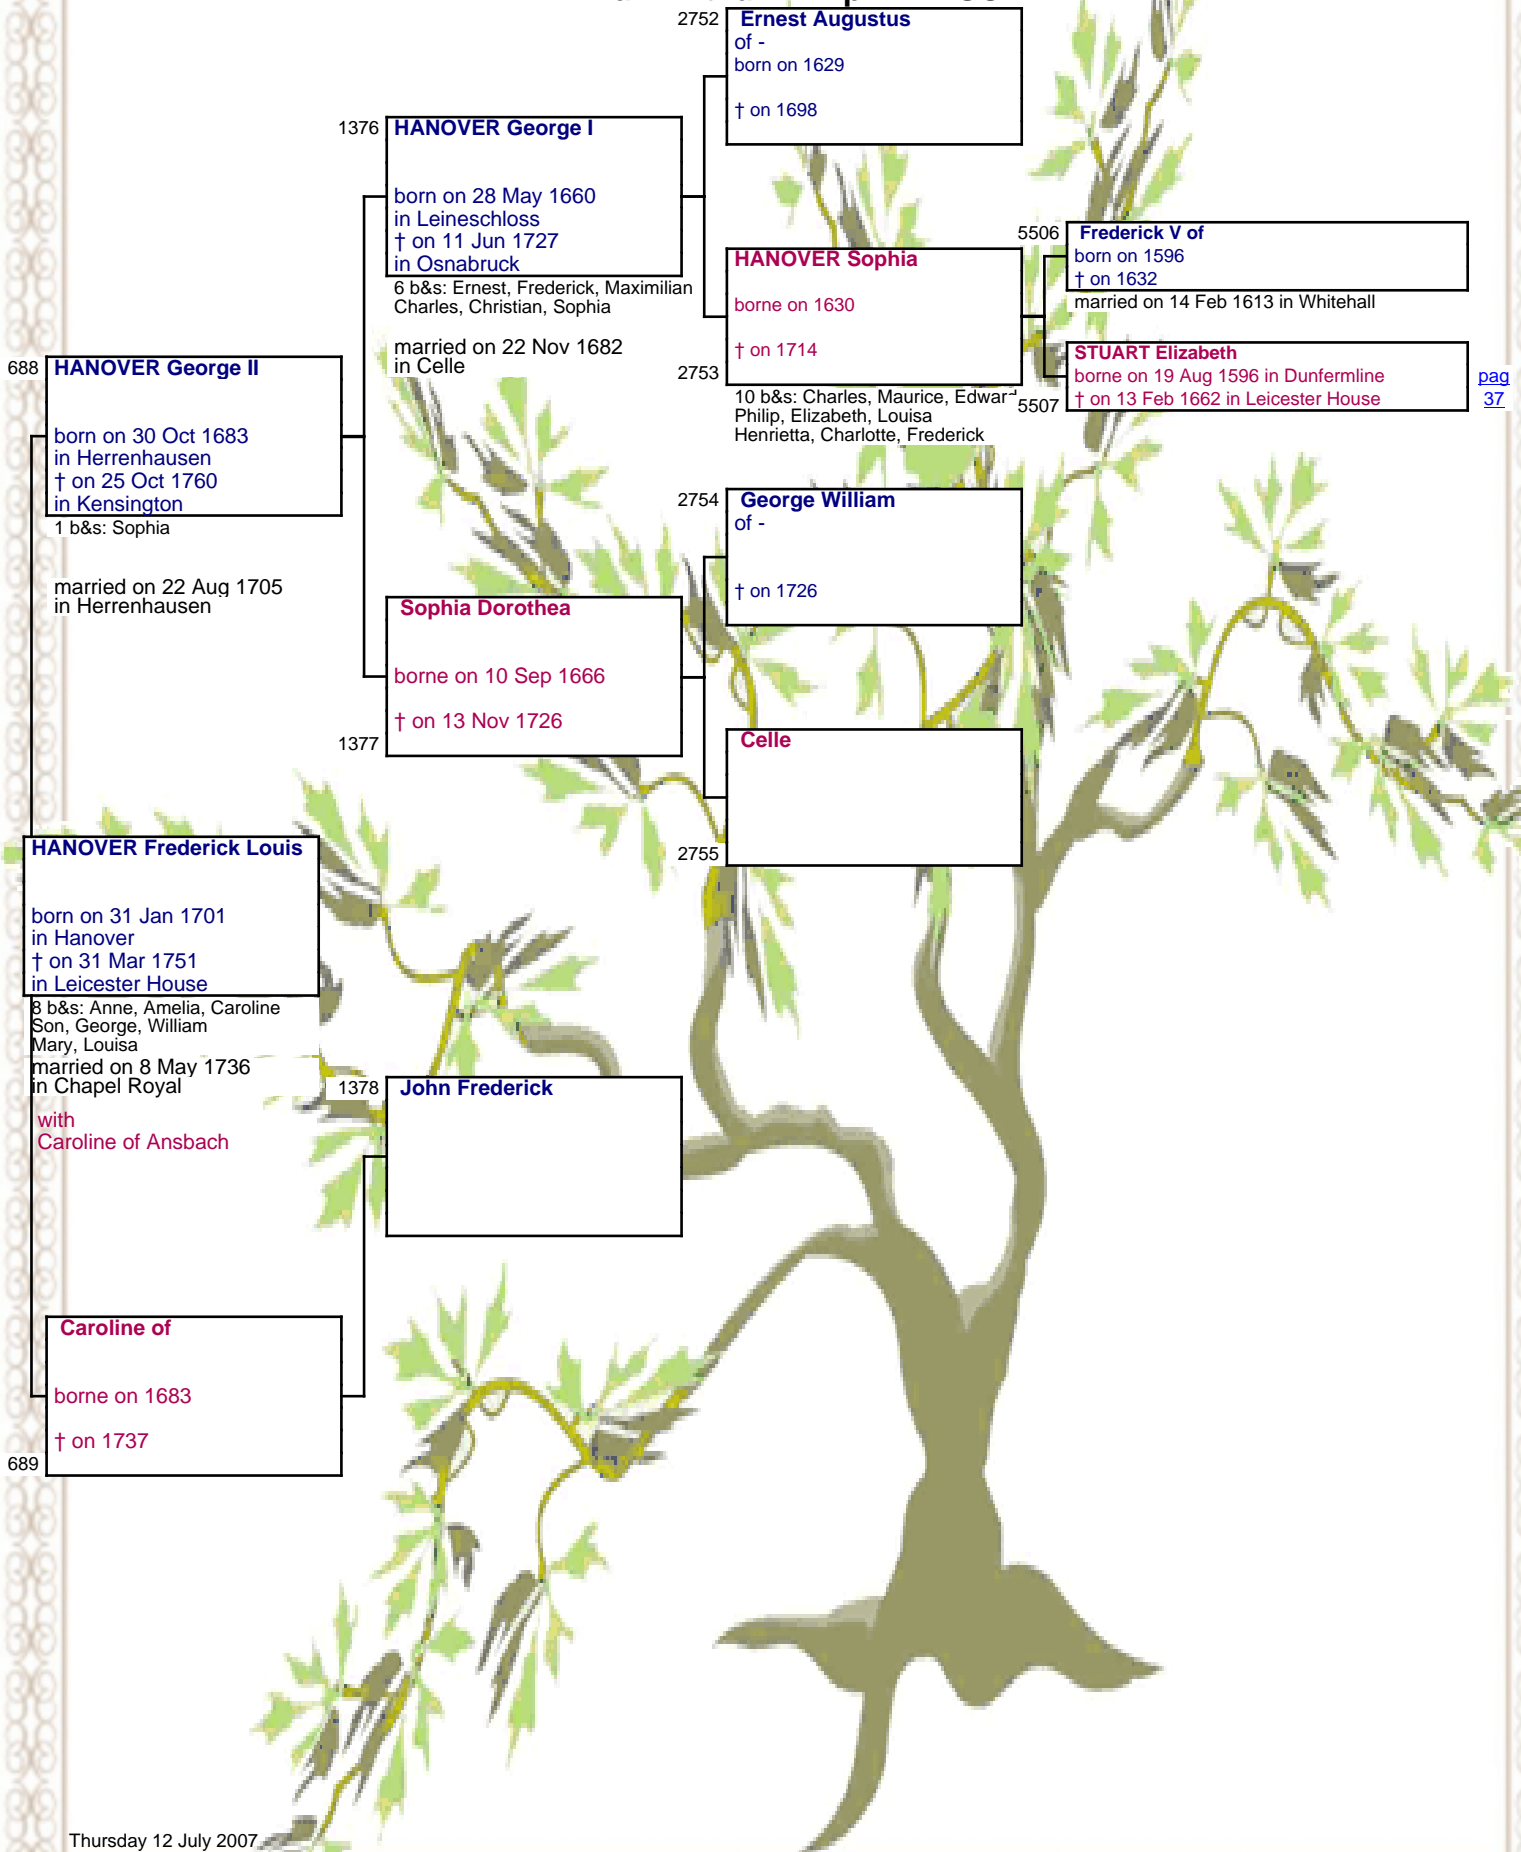 2752
Ernest Augustus
of -
born on 1629
† on 1698
1376
HANOVER George I
born on 28 May 1660
in Leineschloss
† on 11 Jun 1727
in Osnabruck
6 b&s: Ernest, Frederick, Maximilian
Charles, Christian, Sophia
married on 22 Nov 1682
in Celle
5506
Frederick V of
born on 1596
† on 1632
married on 14 Feb 1613 in Whitehall
HANOVER Sophia
borne on 1630
† on 1714
2753
10 b&s: Charles, Maurice, Edward
Philip, Elizabeth, Louisa
Henrietta, Charlotte, Frederick
STUART Elizabeth
borne on 19 Aug 1596 in Dunfermline
† on 13 Feb 1662 in Leicester House
5507
pag
37
688
HANOVER George II
born on 30 Oct 1683
in Herrenhausen
† on 25 Oct 1760
in Kensington
1 b&s: Sophia
married on 22 Aug 1705
in Herrenhausen
2754
George William
of -
† on 1726
Sophia Dorothea
borne on 10 Sep 1666
† on 13 Nov 1726
1377
Celle
2755
HANOVER Frederick Louis
born on 31 Jan 1701
in Hanover
† on 31 Mar 1751
in Leicester House
8 b&s: Anne, Amelia, Caroline
Son, George, William
Mary, Louisa
married on 8 May 1736
in Chapel Royal
with
Caroline of Ansbach
1378
John Frederick
Caroline of
borne on 1683
† on 1737
689
Thursday 12 July 2007